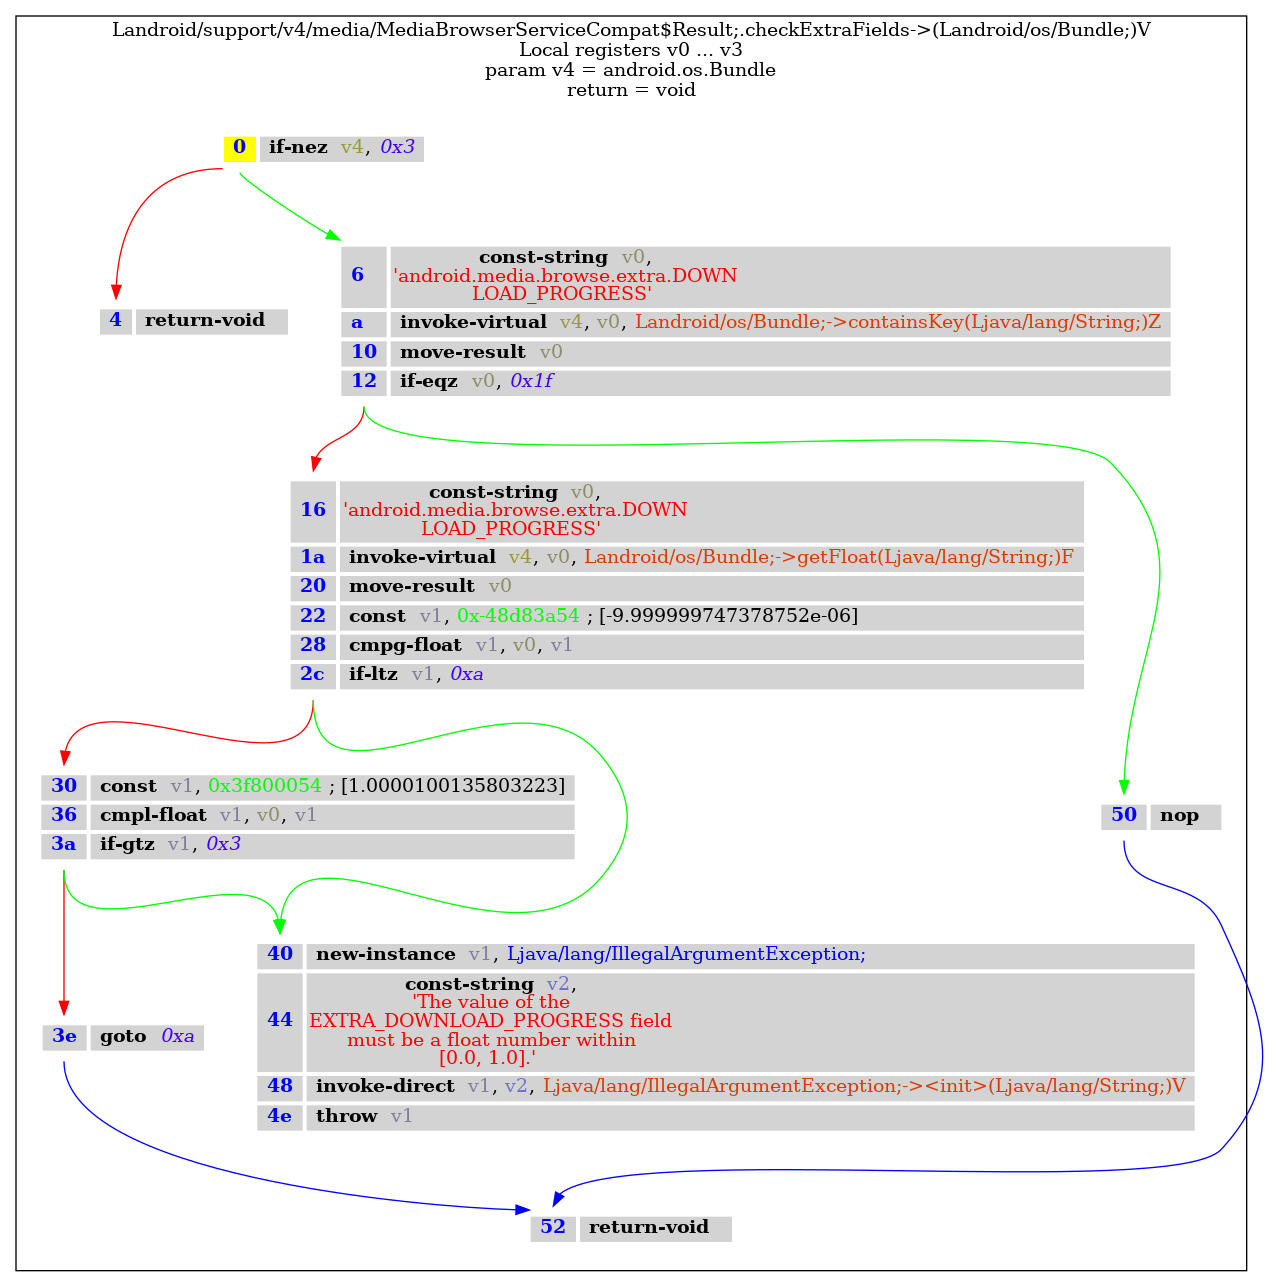 Landroid/support/v4/media/MediaBrowserServiceCompat$Result;.checkExtraFields->(Landroid/os/Bundle;)V
Local registers v0 ... v3
param v4 = android.os.Bundle
return = void
0 if-nez v4, 0x3
6 const-string v0,
'android.media.browse.extra.DOWN
LOAD_PROGRESS'
a invoke-virtual v4, v0, Landroid/os/Bundle;->containsKey(Ljava/lang/String;)Z
10 move-result v0
12 if-eqz v0, 0x1f
4 return-void
16 const-string v0,
'android.media.browse.extra.DOWN
LOAD_PROGRESS'
1a invoke-virtual v4, v0, Landroid/os/Bundle;->getFloat(Ljava/lang/String;)F
20 move-result v0
22 const v1, 0x-48d83a54 ; [-9.999999747378752e-06]
28 cmpg-float v1, v0, v1
2c if-ltz v1, 0xa
30 const v1, 0x3f800054 ; [1.0000100135803223]
36 cmpl-float v1, v0, v1
3a if-gtz v1, 0x3
50 nop
40 new-instance v1, Ljava/lang/IllegalArgumentException;
44 const-string v2,
'The value of the
EXTRA_DOWNLOAD_PROGRESS field
must be a float number within
[0.0, 1.0].'
48 invoke-direct v1, v2, Ljava/lang/IllegalArgumentException;-><init>(Ljava/lang/String;)V
4e throw v1
3e goto 0xa
52 return-void